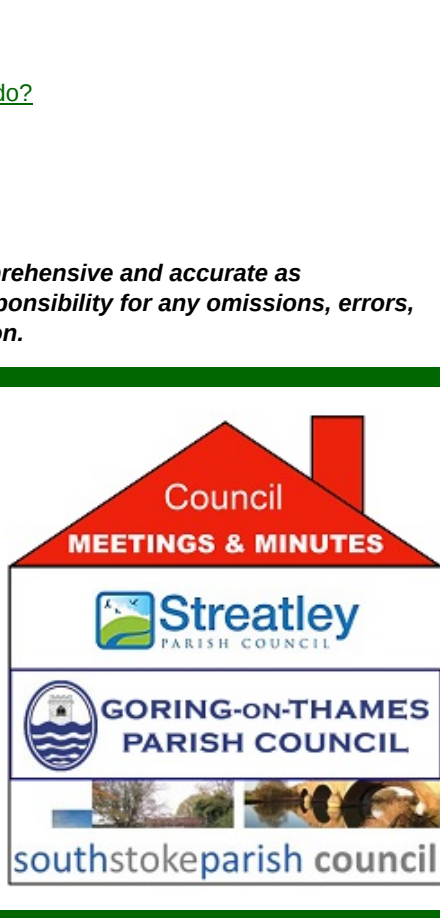 do?
rehensive and accurate as
ponsibility for any omissions, errors,
on.
Council
MEETINGS & MINUTES
Streatley
PARISH COUNCIL
GORING-ON-THAMES
PARISH COUNCIL
southstokeparish council